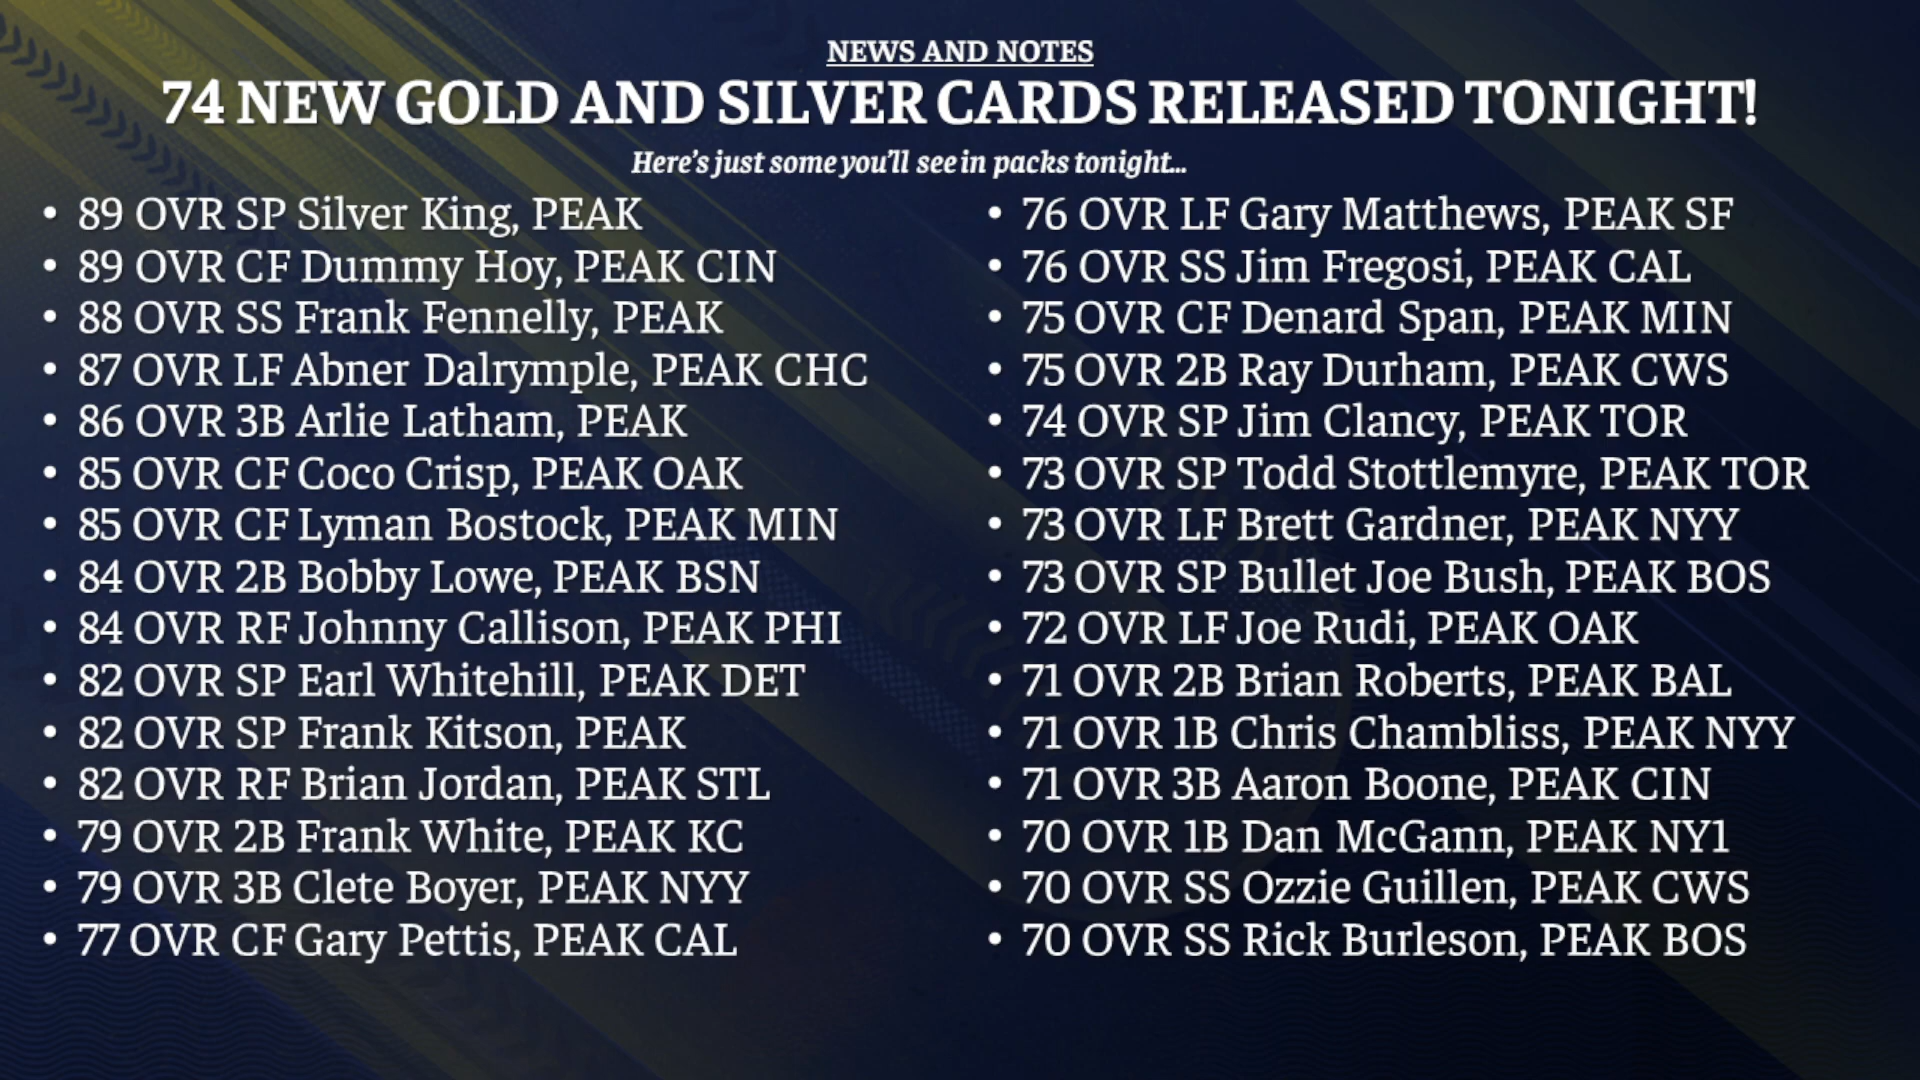 NEWS AND NOTES
74 NEW GOLD AND SILVER CARDS RELEASED TONIGHT!
Here's just some you'll see in packs tonight...
• 89 OVR SP Silver King, PEAK
• 89 OVR CF Dummy Hoy, PEAK CIN
• 88 OVR SS Frank Fennelly, PEAK
• 87 OVR LF Abner Dalrymple, PEAK CHC
• 86 OVR 3B Arlie Latham, PEAK
• 85 OVR CF Coco Crisp, PEAK OAK
• 85 OVR CF Lyman Bostock, PEAK MIN
• 84 OVR 2B Bobby Lowe, PEAK BSN
• 84 OVR RF Johnny Callison, PEAK PHI
• 82 OVR SP Earl Whitehill, PEAK DET
• 82 OVR SP Frank Kitson, PEAK
• 82 OVR RF Brian Jordan, PEAK STL
• 79 OVR 2B Frank White, PEAK KC
• 79 OVR 3B Clete Boyer, PEAK NYY
• 77 OVR CF Gary Pettis, PEAK CAL
• 76 OVR LF Gary Matthews, PEAK SF
• 76 OVR SS Jim Fregosi, PEAK CAL
• 75 OVR CF Denard Span, PEAK MIN
• 75 OVR 2B Ray Durham, PEAK CWS
• 74 OVR SP Jim Clancy, PEAK TOR
• 73 OVR SP Todd Stottlemyre, PEAK TOR
• 73 OVR LF Brett Gardner, PEAK NYY
• 73 OVR SP Bullet Joe Bush, PEAK BOS
• 72 OVR LF Joe Rudi, PEAK OAK
• 71 OVR 2B Brian Roberts, PEAK BAL
• 71 OVR 1B Chris Chambliss, PEAK NYY
• 71 OVR 3B Aaron Boone, PEAK CIN
• 70 OVR 1B Dan McGann, PEAK NY1
• 70 OVR SS Ozzie Guillen, PEAK CWS
• 70 OVR SS Rick Burleson, PEAK BOS